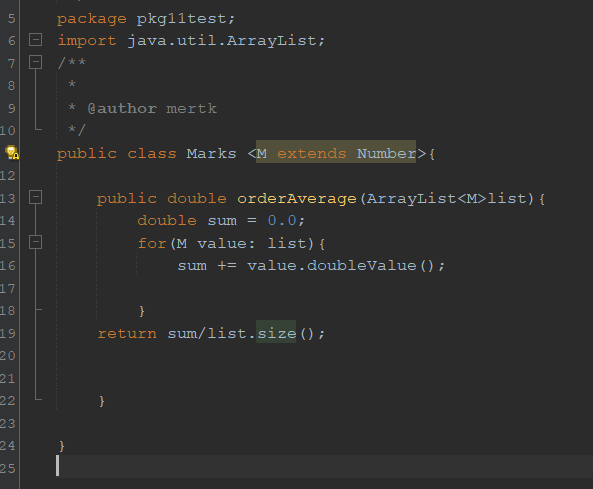 5 package pkg11test;
6 import java.util.ArrayList;
7 /**
8 *
9 * @author mertk
10 */
public class Marks <M extends Number>{
12
13 public double orderAverage(ArrayList<M>list){
14 double sum = 0.0;
15 for(M value: list){
16 sum += value.doubleValue();
17
18 }
19 return sum/list.size();
20
21
22 }
23
24 }
25